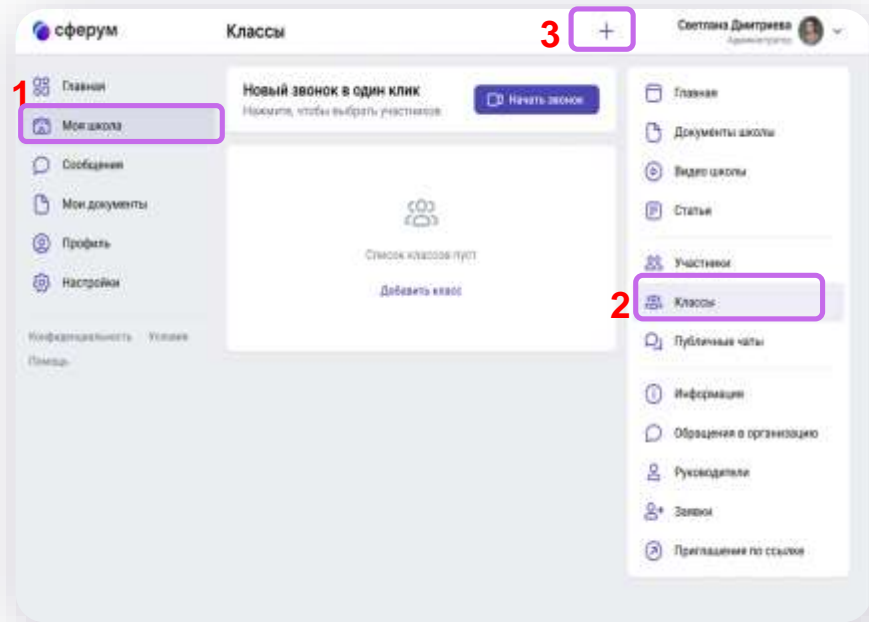 сферум
Классы
3
Светлана Дмитриева
Администратор
1
Главная
Моя школа
Сообщения
Мои документы
Профиль
Настройки
Конфиденциальность Условия
Помощь
Новый звонок в один клик
Нажмите, чтобы выбрать участников
Начать звонок
Список классов пуст
Добавить класс
Главная
Документы школы
Видео школы
Статьи
Участники
2
Классы
Публичные чаты
Информация
Обращения в организацию
Руководители
Заявки
Приглашения по ссылке